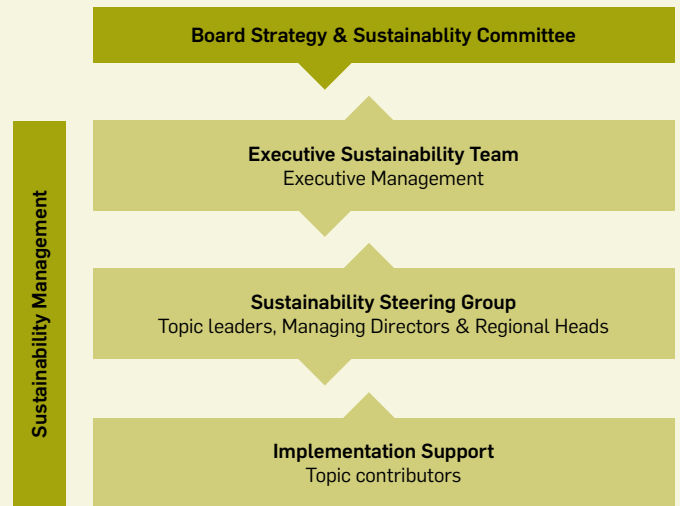 Board Strategy & Sustainablity Committee
Sustainability Management
Executive Sustainability Team
Executive Management
Sustainability Steering Group
Topic leaders, Managing Directors & Regional Heads
Implementation Support
Topic contributors